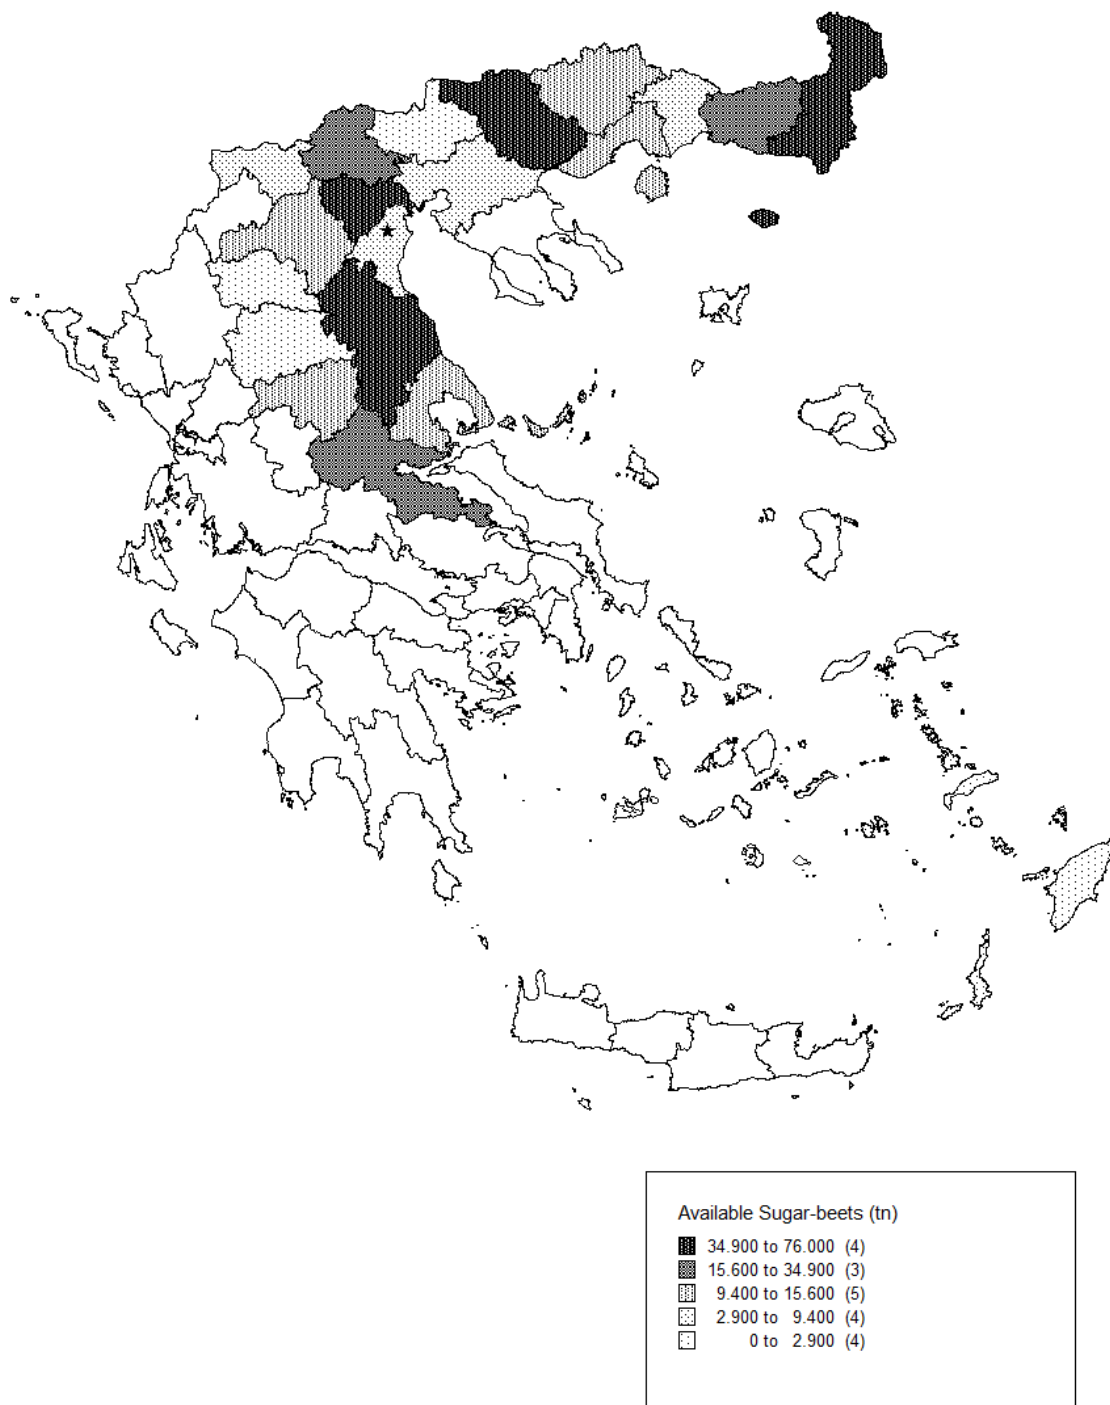 Available Sugar-beets (tn)
34.900 to 76.000 (4)
15.600 to 34.900 (3)
9.400 to 15.600 (5)
2.900 to 9.400 (4)
0 to 2.900 (4)